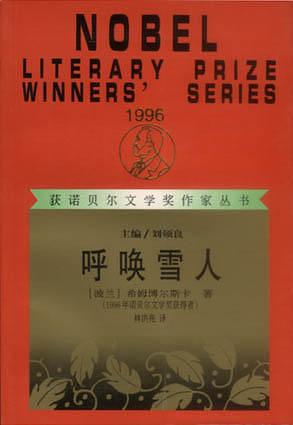 NOBEL
LITERARY PRIZE
WINNERS' SERIES
1996
获诺贝尔文学奖作家丛书
主编/刘硕良
呼唤雪人
[波兰] 希姆博尔斯卡 著
(1996年诺贝尔文学奖获得者)
林洪亮 译